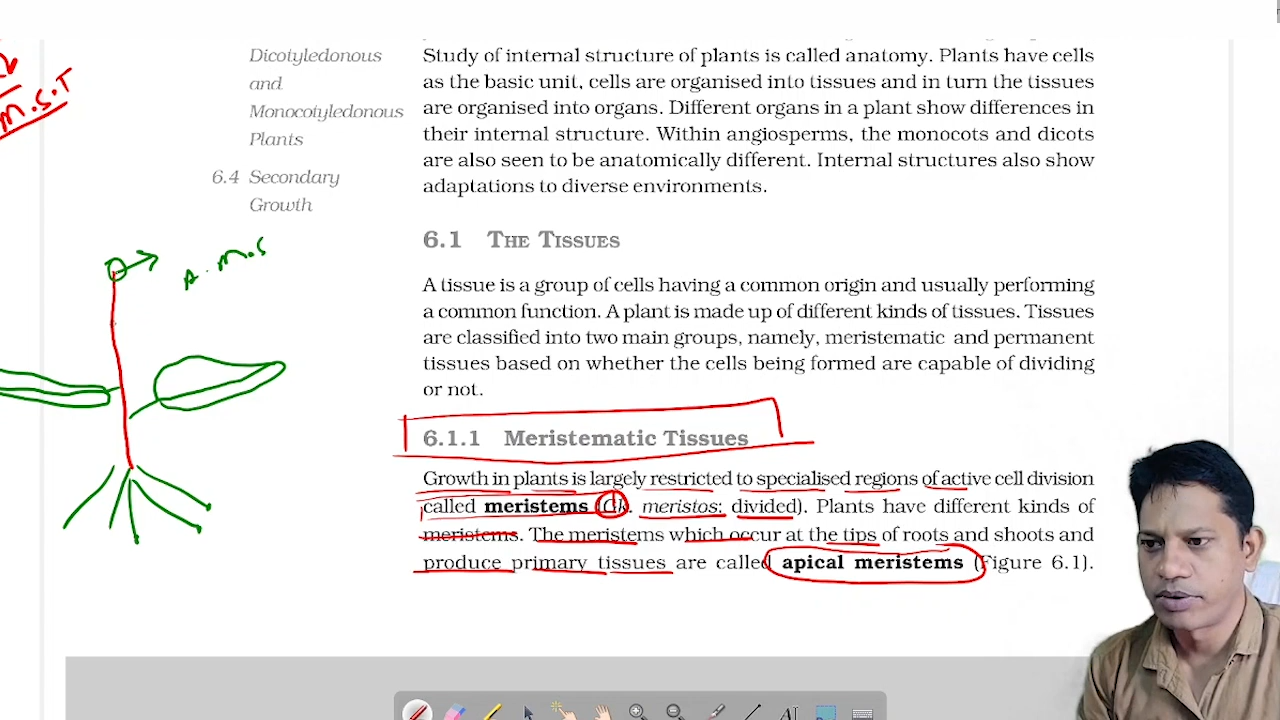 Dicotyledonous
and
Monocotyledonous
Plants
6.4 Secondary
Growth
M.S.T
A.M.S
Study of internal structure of plants is called anatomy. Plants have cells
as the basic unit, cells are organised into tissues and in turn the tissues
are organised into organs. Different organs in a plant show differences in
their internal structure. Within angiosperms, the monocots and dicots
are also seen to be anatomically different. Internal structures also show
adaptations to diverse environments.
6.1 THE TISSUES
A tissue is a group of cells having a common origin and usually performing
a common function. A plant is made up of different kinds of tissues. Tissues
are classified into two main groups, namely, meristematic and permanent
tissues based on whether the cells being formed are capable of dividing
or not.
6.1.1 Meristematic Tissues
Growth in plants is largely restricted to specialised regions of active cell division
called meristems (Gk. meristos: divided). Plants have different kinds of
meristems. The meristems which occur at the tips of roots and shoots and
produce primary tissues are called apical meristems (Figure 6.1).